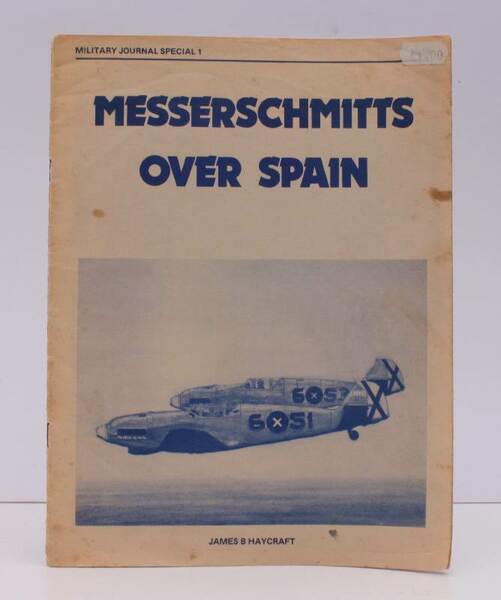 MILITARY JOURNAL SPECIAL 1
MESSERSCHMITTS
OVER SPAIN
6 52
6 51
JAMES B HAYCRAFT